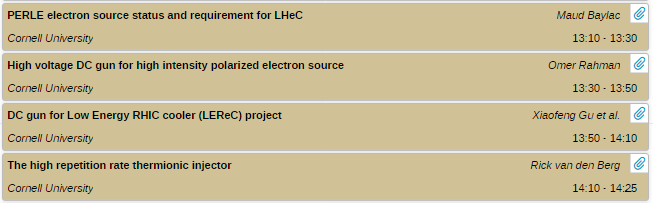 PERLE electron source status and requirement for LHeC Maud Baylac
Cornell University 13:10 - 13:30
High voltage DC gun for high intensity polarized electron source Omer Rahman
Cornell University 13:30 - 13:50
DC gun for Low Energy RHIC cooler (LEReC) project Xiaofeng Gu et al.
Cornell University 13:50 - 14:10
The high repetition rate thermionic injector Rick van den Berg
Cornell University 14:10 - 14:25